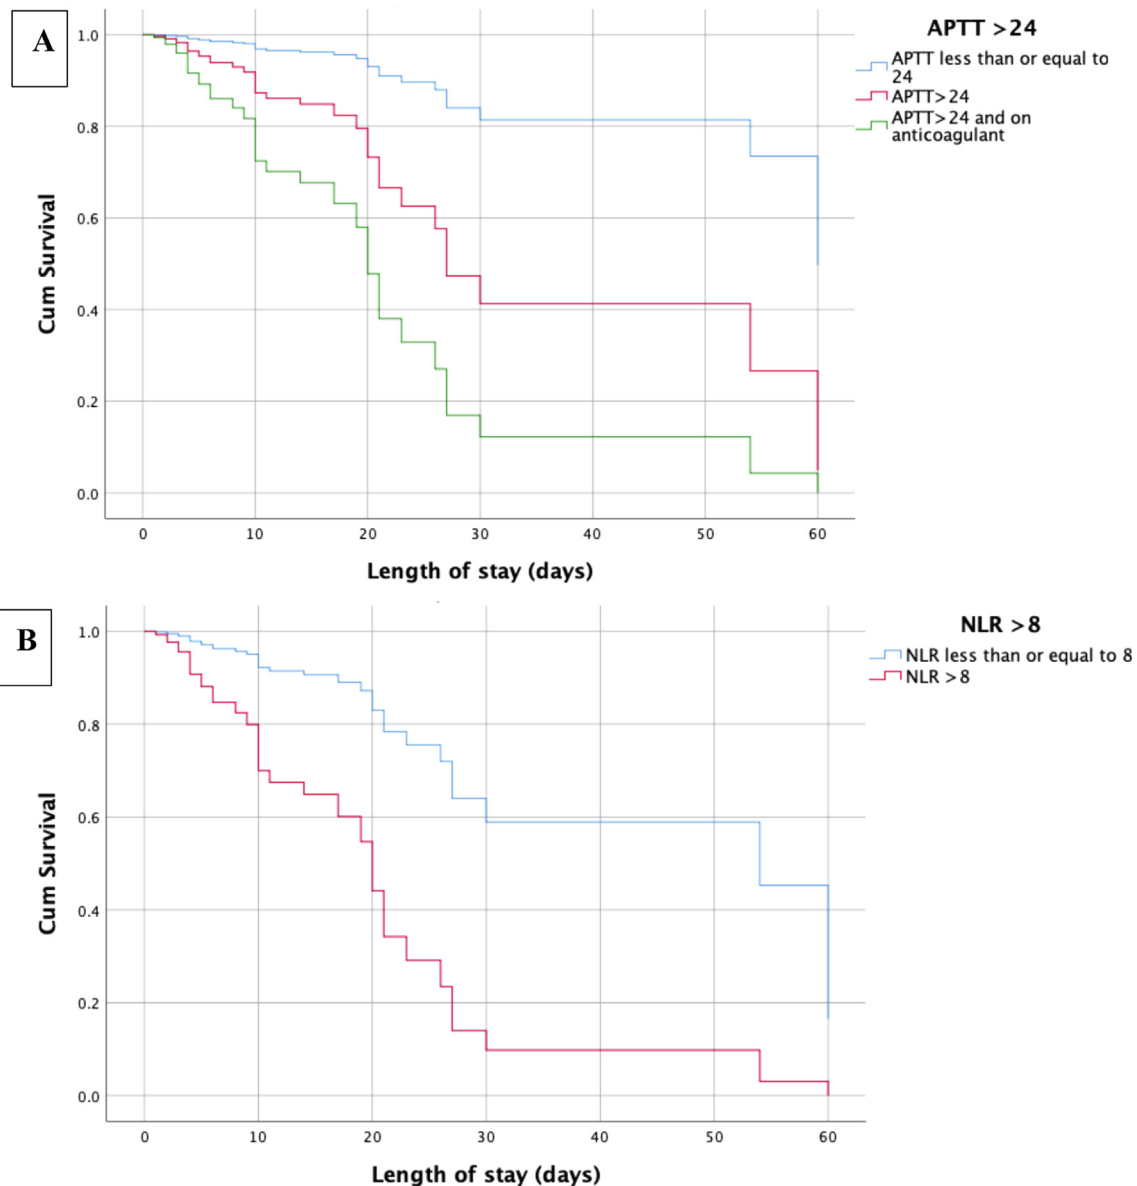 A
APTT >24
APTT less than or equal to
24
APTT>24
APTT>24 and on
anticoagulant
Cum Survival
1.0
0.8
0.6
0.4
0.2
0.0
0 10 20 30 40 50 60
Length of stay (days)
B
NLR >8
NLR less than or equal to 8
NLR >8
Cum Survival
1.0
0.8
0.6
0.4
0.2
0.0
0 10 20 30 40 50 60
Length of stay (days)